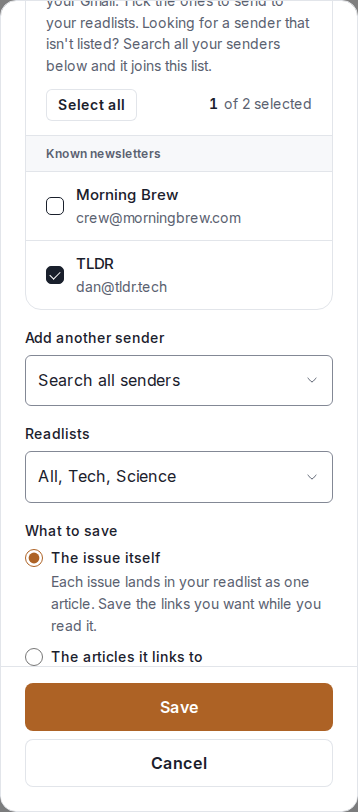 your Gmail. Pick the ones to send to
your readlists. Looking for a sender that
isn't listed? Search all your senders
below and it joins this list.
Select all
1 of 2 selected
Known newsletters
Morning Brew
crew@morningbrew.com
TLDR
dan@tldr.tech
Add another sender
Search all senders
Readlists
All, Tech, Science
What to save
The issue itself
Each issue lands in your readlist as one
article. Save the links you want while you
read it.
The articles it links to
Save
Cancel